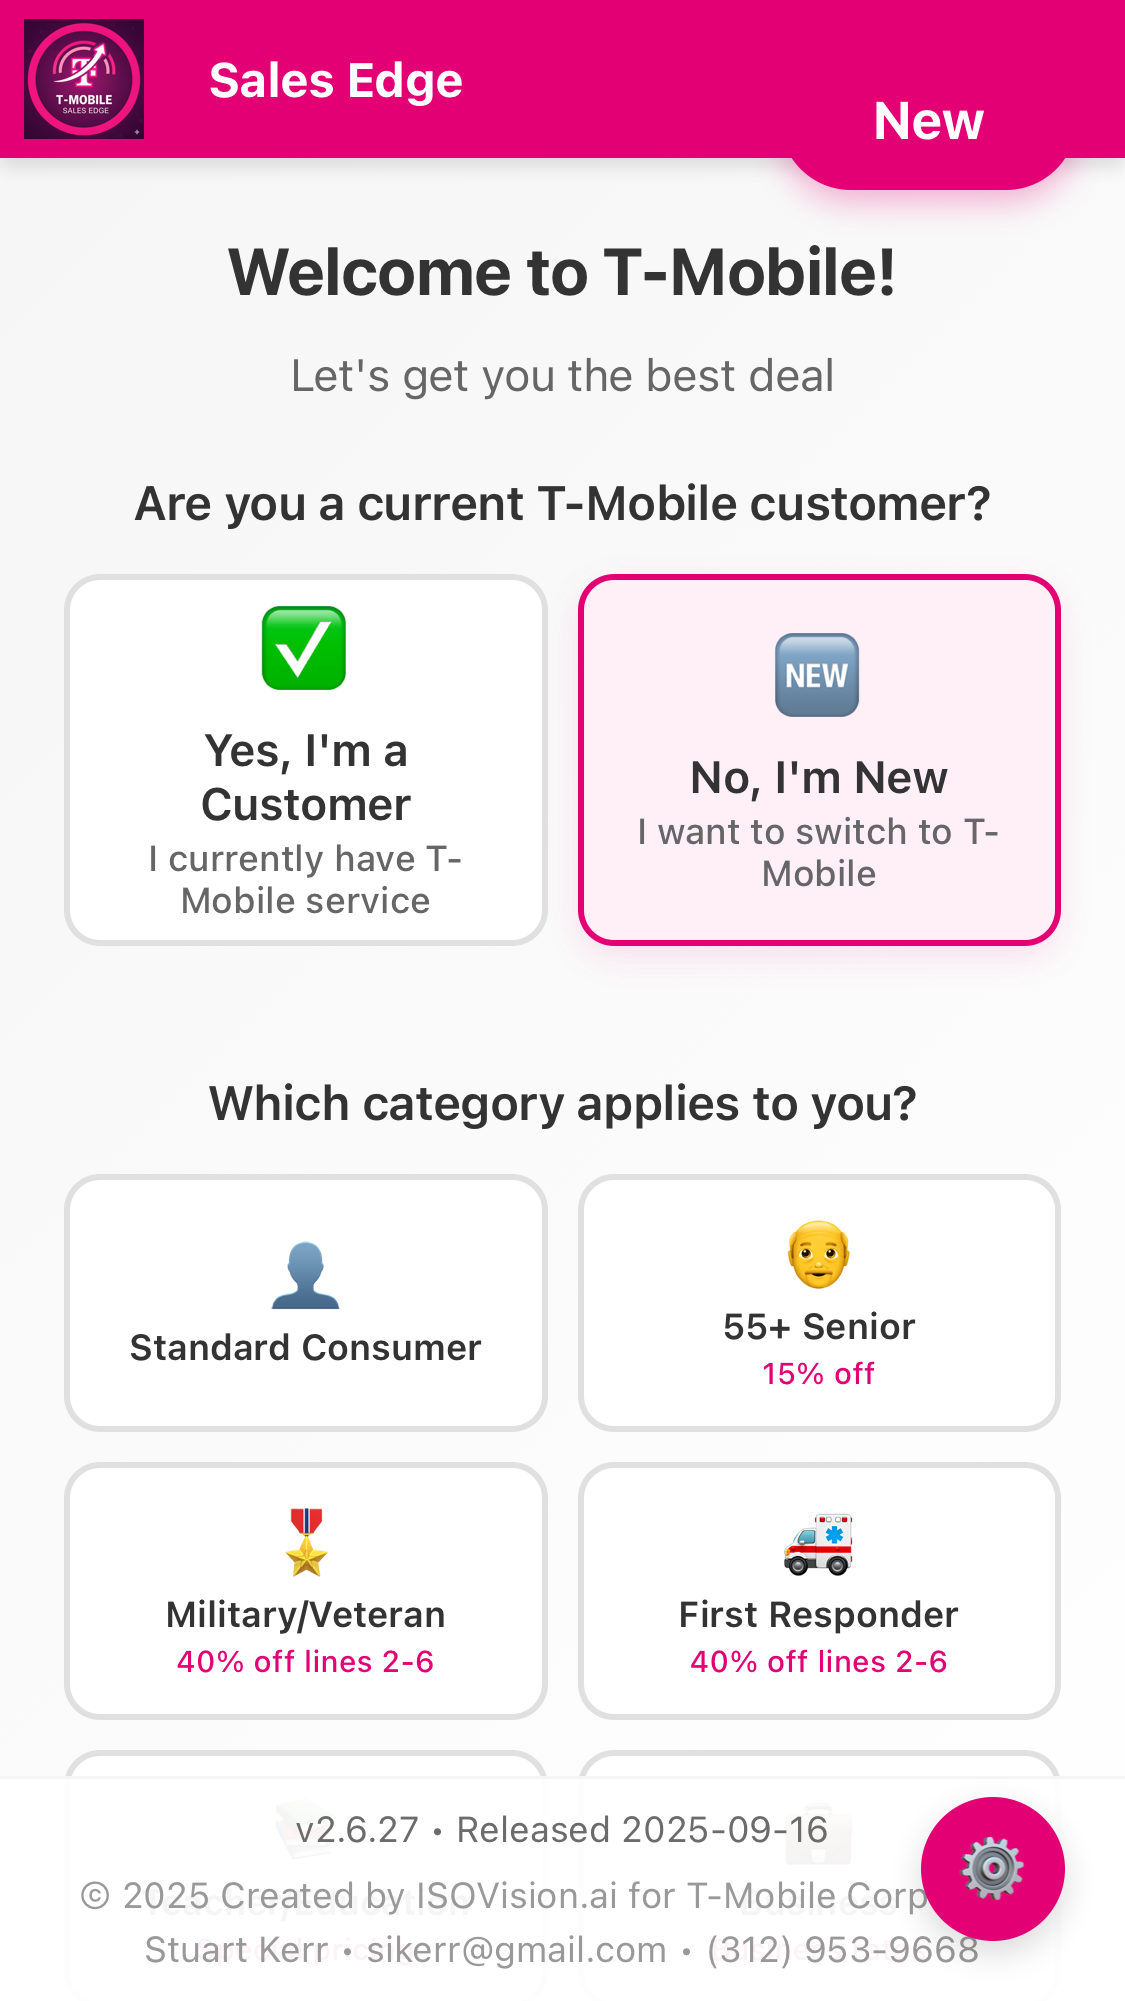 T-MOBILE
SALES EDGE
Sales Edge
New
Welcome to T-Mobile!
Let's get you the best deal
Are you a current T-Mobile customer?
Yes, I'm a
Customer
I currently have T-
Mobile service
NEW
No, I'm New
I want to switch to T-
Mobile
Which category applies to you?
Standard Consumer
55+ Senior
15% off
Military/Veteran
40% off lines 2-6
First Responder
40% off lines 2-6
v2.6.27 • Released 2025-09-16
© 2025 Created by ISOVision.ai for T-Mobile Corp
Stuart Kerr • sikerr@gmail.com • (312) 953-9668
Teacher/Education
Business